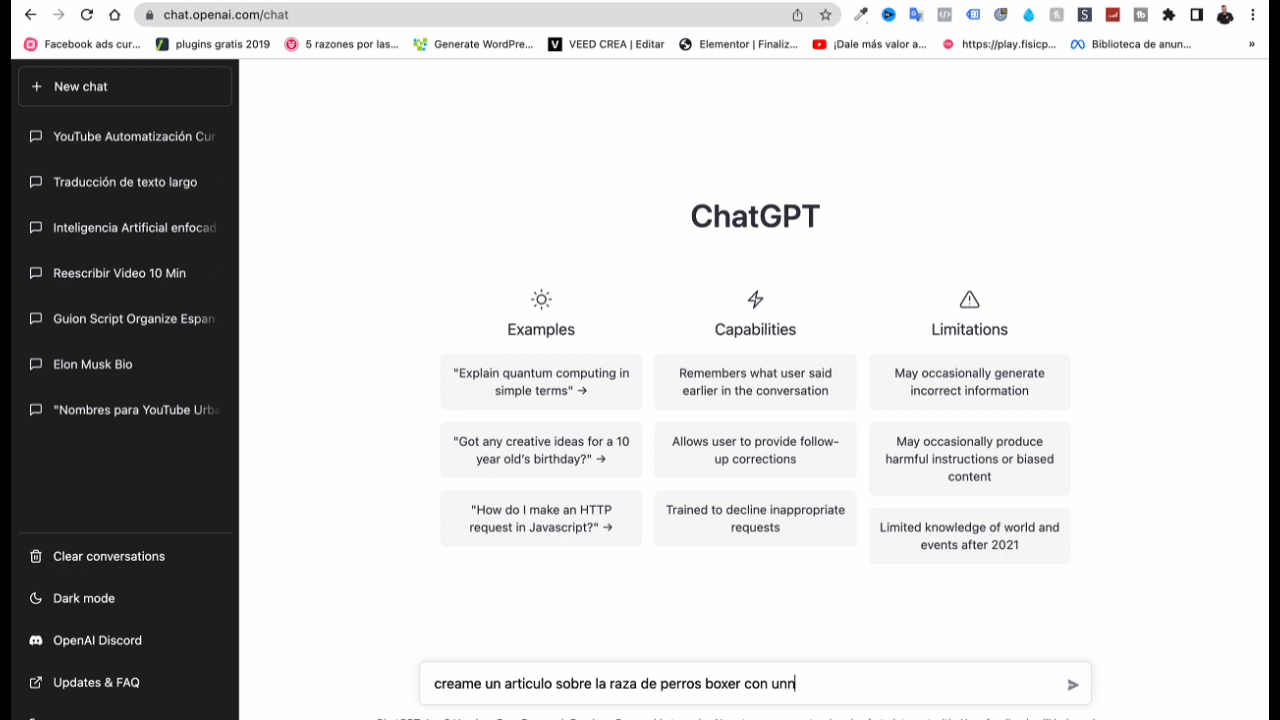 chat.openai.com/chat
Facebook ads cur...
plugins gratis 2019
5 razones por las...
Generate WordPre...
VEED CREA | Editar
Elementor | Finaliz...
¡Dale más valor a...
https://play.fisicp...
Biblioteca de anun...
»
+ New chat
YouTube Automatización Cur
Traducción de texto largo
Inteligencia Artificial enfocad
Reescribir Video 10 Min
Guion Script Organize Espan
Elon Musk Bio
"Nombres para YouTube Urba
Clear conversations
Dark mode
OpenAI Discord
Updates & FAQ
ChatGPT
Examples
"Explain quantum computing in
simple terms" →
"Got any creative ideas for a 10
year old's birthday?" →
"How do I make an HTTP
request in Javascript?" →
Capabilities
Remembers what user said
earlier in the conversation
Allows user to provide follow-
up corrections
Trained to decline inappropriate
requests
Limitations
May occasionally generate
incorrect information
May occasionally produce
harmful instructions or biased
content
Limited knowledge of world and
events after 2021
creame un articulo sobre la raza de perros boxer con unn